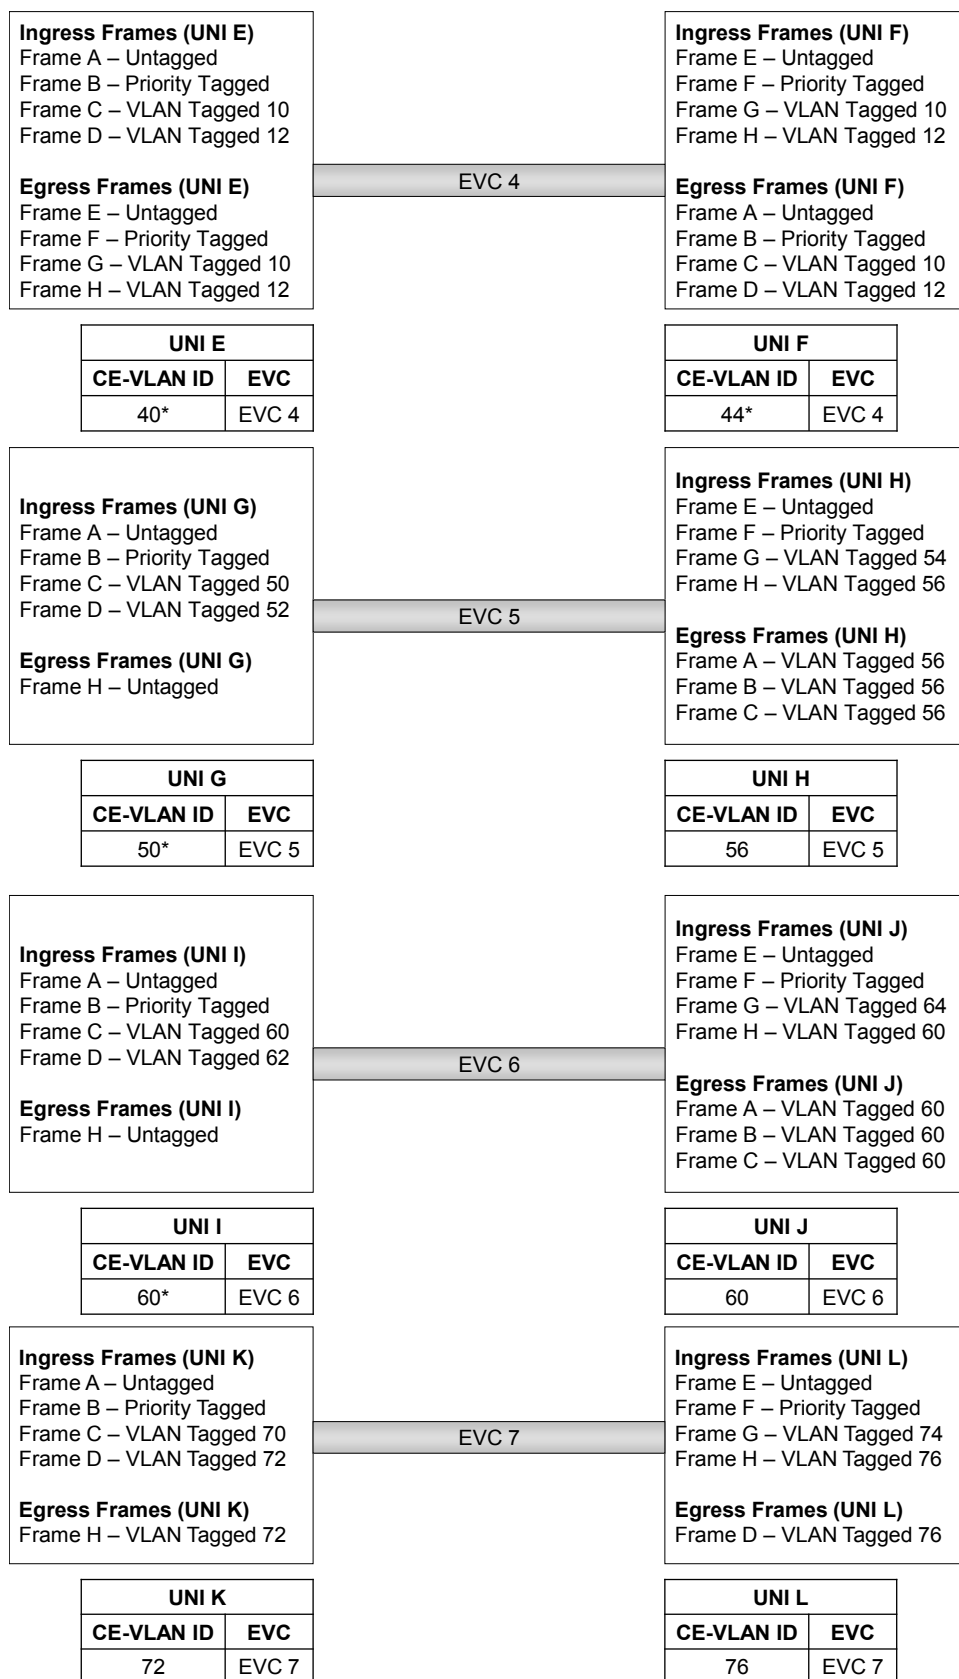 Ingress Frames (UNI E)
Frame A – Untagged
Frame B – Priority Tagged
Frame C – VLAN Tagged 10
Frame D – VLAN Tagged 12
Egress Frames (UNI E)
Frame E – Untagged
Frame F – Priority Tagged
Frame G – VLAN Tagged 10
Frame H – VLAN Tagged 12
EVC 4
Ingress Frames (UNI F)
Frame E – Untagged
Frame F – Priority Tagged
Frame G – VLAN Tagged 10
Frame H – VLAN Tagged 12
Egress Frames (UNI F)
Frame A – Untagged
Frame B – Priority Tagged
Frame C – VLAN Tagged 10
Frame D – VLAN Tagged 12
UNI E
CE-VLAN ID EVC
40* EVC 4
UNI F
CE-VLAN ID EVC
44* EVC 4
Ingress Frames (UNI G)
Frame A – Untagged
Frame B – Priority Tagged
Frame C – VLAN Tagged 50
Frame D – VLAN Tagged 52
Egress Frames (UNI G)
Frame H – Untagged
EVC 5
Ingress Frames (UNI H)
Frame E – Untagged
Frame F – Priority Tagged
Frame G – VLAN Tagged 54
Frame H – VLAN Tagged 56
Egress Frames (UNI H)
Frame A – VLAN Tagged 56
Frame B – VLAN Tagged 56
Frame C – VLAN Tagged 56
UNI G
CE-VLAN ID EVC
50* EVC 5
UNI H
CE-VLAN ID EVC
56 EVC 5
Ingress Frames (UNI I)
Frame A – Untagged
Frame B – Priority Tagged
Frame C – VLAN Tagged 60
Frame D – VLAN Tagged 62
Egress Frames (UNI I)
Frame H – Untagged
EVC 6
Ingress Frames (UNI J)
Frame E – Untagged
Frame F – Priority Tagged
Frame G – VLAN Tagged 64
Frame H – VLAN Tagged 60
Egress Frames (UNI J)
Frame A – VLAN Tagged 60
Frame B – VLAN Tagged 60
Frame C – VLAN Tagged 60
UNI I
CE-VLAN ID EVC
60* EVC 6
UNI J
CE-VLAN ID EVC
60 EVC 6
Ingress Frames (UNI K)
Frame A – Untagged
Frame B – Priority Tagged
Frame C – VLAN Tagged 70
Frame D – VLAN Tagged 72
Egress Frames (UNI K)
Frame H – VLAN Tagged 72
EVC 7
Ingress Frames (UNI L)
Frame E – Untagged
Frame F – Priority Tagged
Frame G – VLAN Tagged 74
Frame H – VLAN Tagged 76
Egress Frames (UNI L)
Frame D – VLAN Tagged 76
UNI K
CE-VLAN ID EVC
72 EVC 7
UNI L
CE-VLAN ID EVC
76 EVC 7